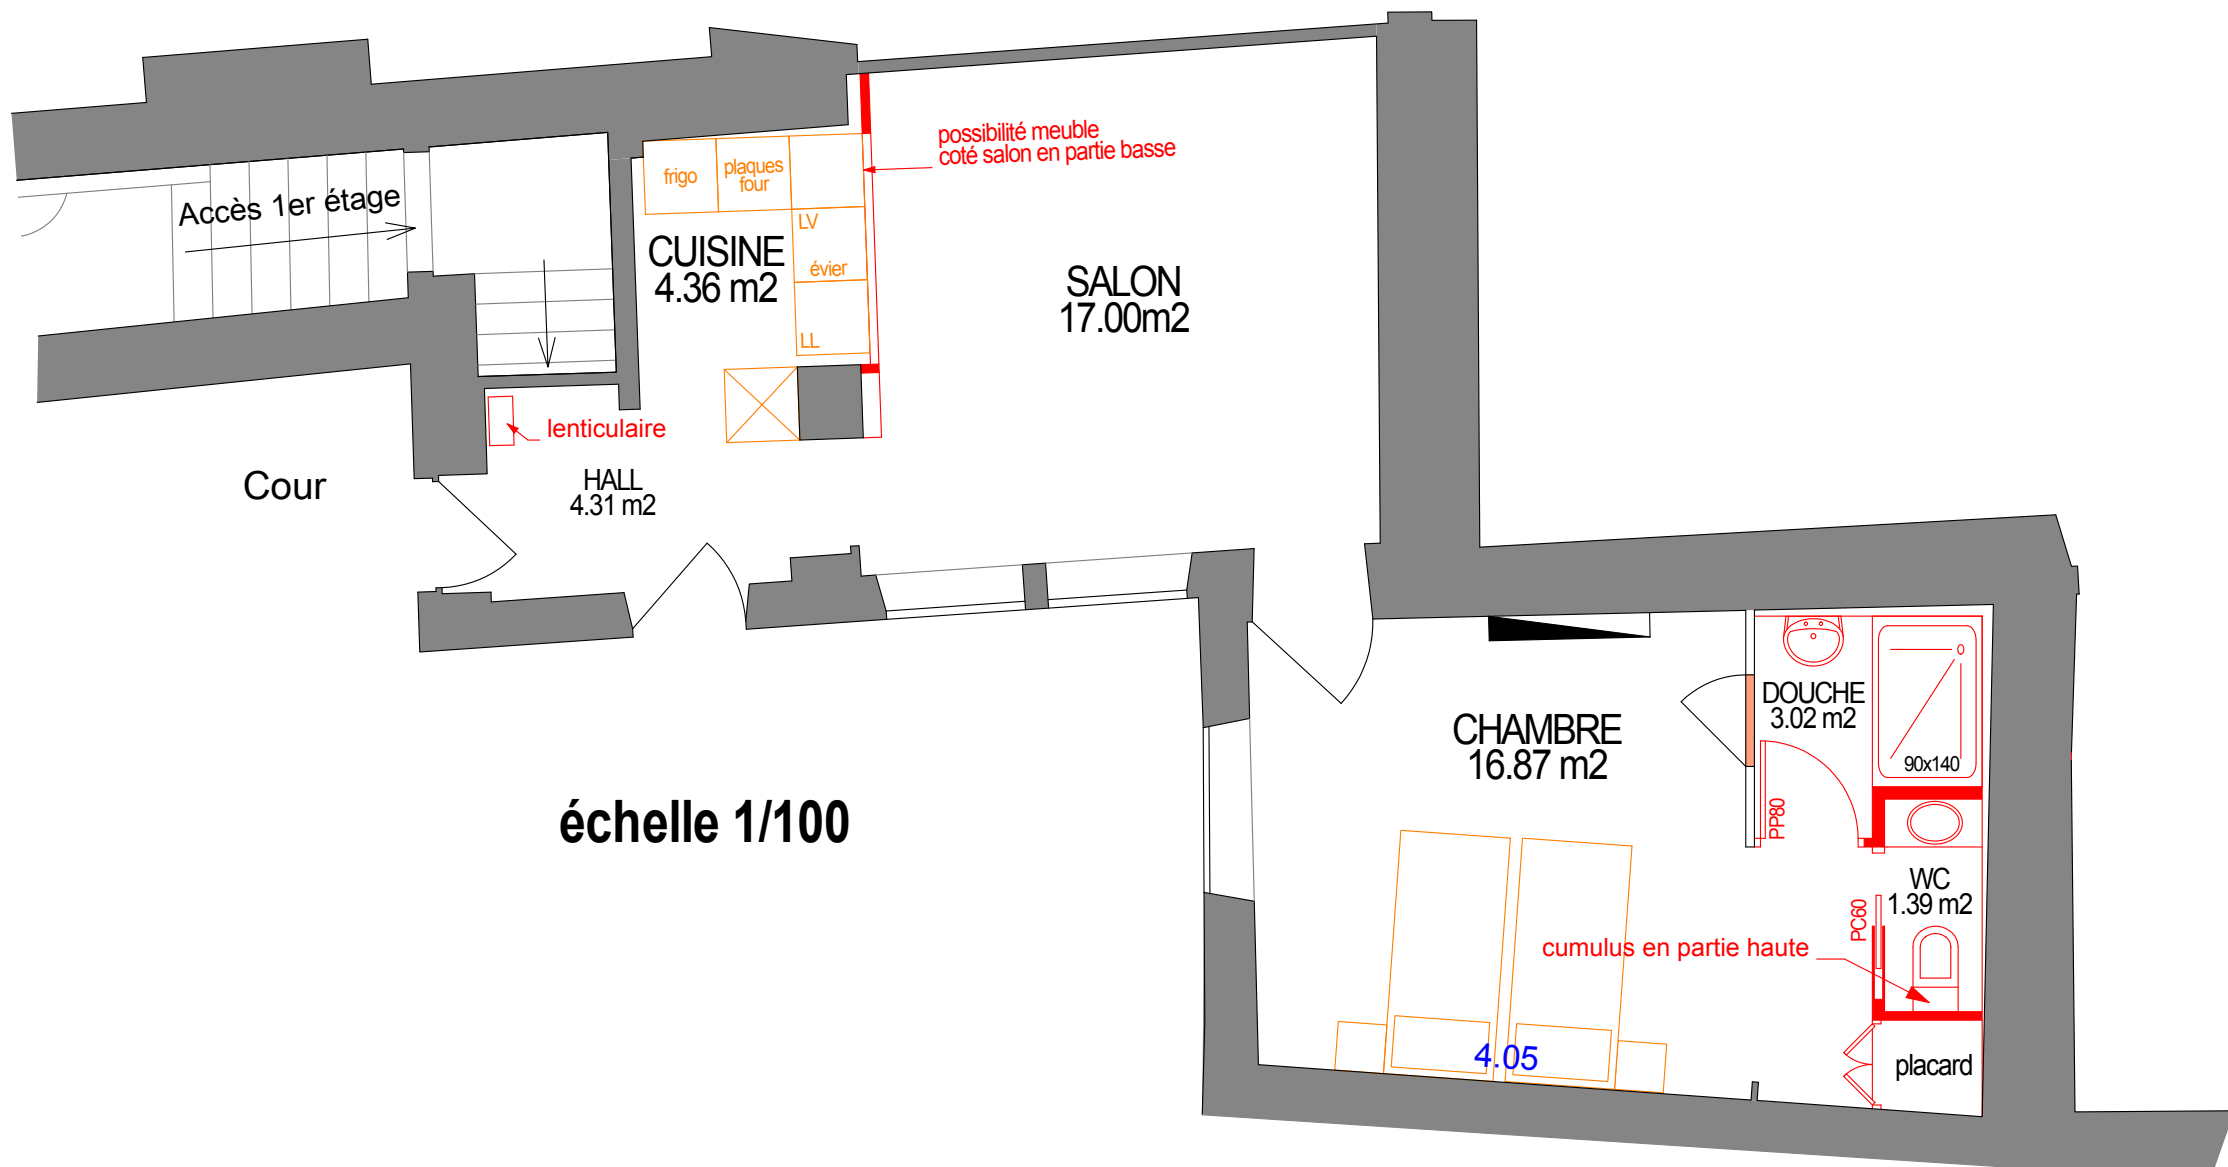 possibilité meuble
coté salon en partie basse
frigo
plaques
four
Accès 1er étage
LV
CUISINE
4.36 m2
évier
SALON
17.00m2
LL
lenticulaire
Cour
HALL
4.31 m2
DOUCHE
3.02 m2
CHAMBRE
16.87 m2
90x140
échelle 1/100
PP80
WC
1.39 m2
PC60
cumulus en partie haute
4.05
placard